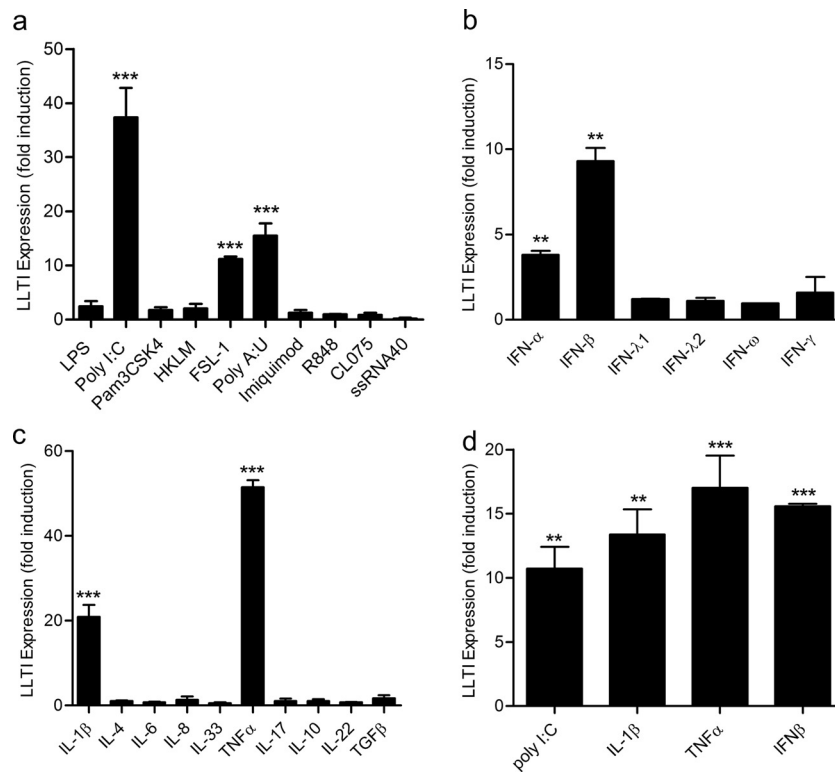 a
LLTI Expression (fold induction)
50
40
30
20
10
0
***
***
***
LPS
Poly I:C
Pam3CSK4
HKLM
FSL-1
Poly A:U
Imiquimod
R848
CL075
ssRNA40
b
LLTI Expression (fold induction)
15
10
5
0
**
**
IFN-α
IFN-β
IFN-λ1
IFN-λ2
IFN-ω
IFN-γ
c
LLTI Expression (fold induction)
60
40
20
0
***
***
IL-1β
IL-4
IL-6
IL-8
IL-33
TNFα
IL-17
IL-10
IL-22
TGFβ
d
LLTI Expression (fold induction)
20
15
10
5
0
**
**
***
***
poly I:C
IL-1β
TNFα
IFNβ